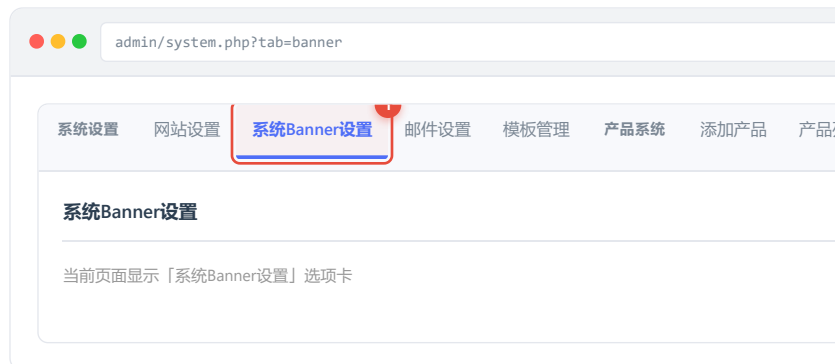 admin/system.php?tab=banner
系统设置 网站设置 系统Banner设置 邮件设置 模板管理 产品系统 添加产品 产品
系统Banner设置
当前页面显示「系统Banner设置」选项卡